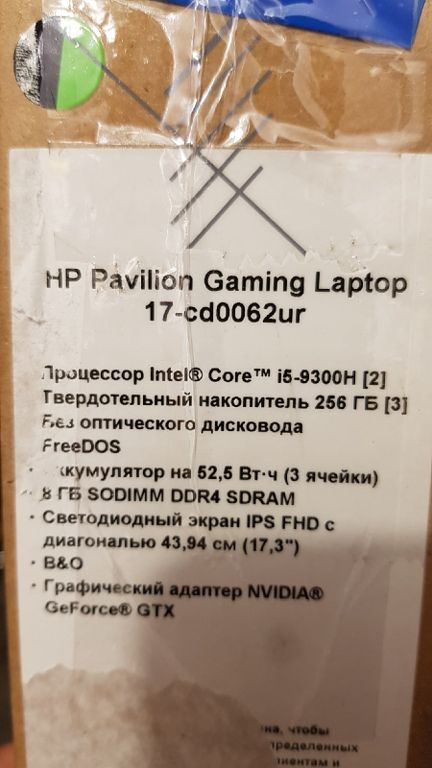 HP Pavilion Gaming Laptop
17-cd0062ur
Процессор Intel® Core™ i5-9300H [2]
Твердотельный накопитель 256 ГБ [3]
Без оптического дисковода
FreeDOS
· Аккумулятор на 52,5 Вт·ч (3 ячейки)
· 8 ГБ SODIMM DDR4 SDRAM
· Светодиодный экран IPS FHD с
диагональю 43,94 см (17,3")
· B&O
· Графический адаптер NVIDIA®
GeForce® GTX
чтобы